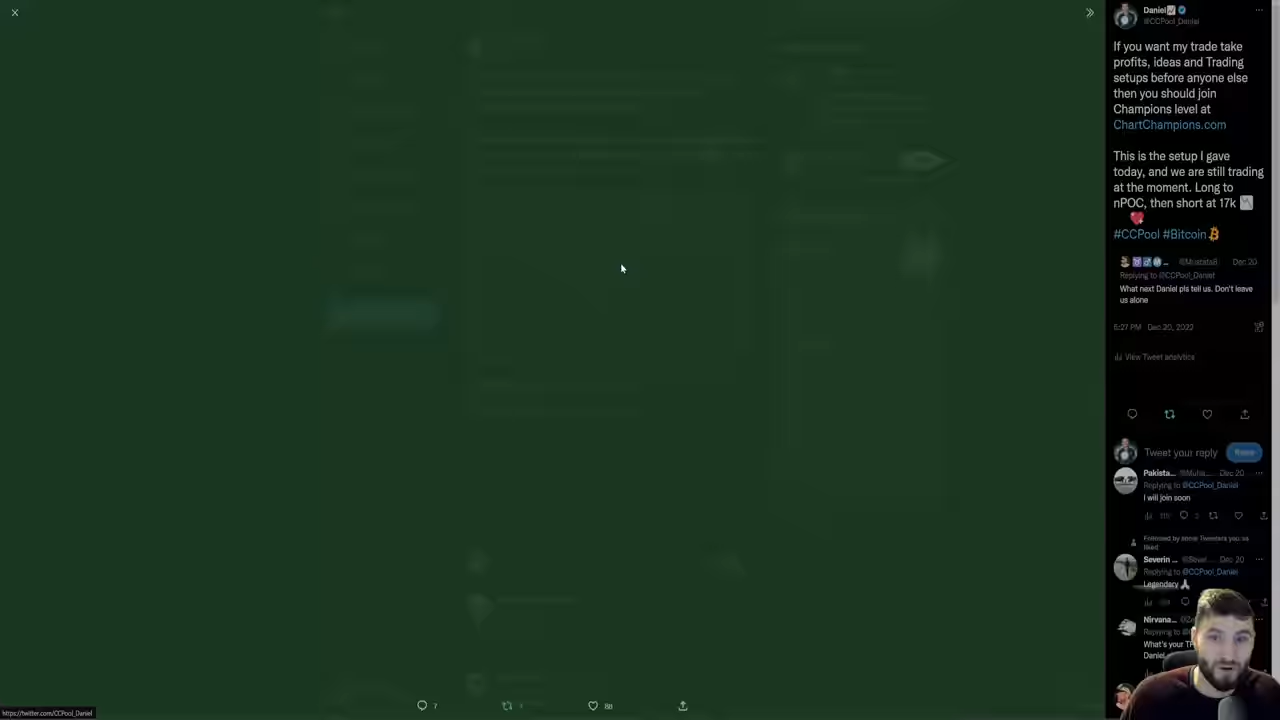 Daniel
@CCPool_Daniel
If you want my trade take
profits, ideas and Trading
setups before anyone else
then you should join
Champions level at
ChartChampions.com
This is the setup I gave
today, and we are still trading
at the moment. Long to
nPOC, then short at 17k
#CCPool #Bitcoin
Dec 20
Replying to @CCPool_Daniel
What next Daniel pls tell us. Don't leave
us alone
5:27 PM Dec 20, 2022
View Tweet analytics
Tweet your reply
Pakista... @Muha... Dec 20
Replying to @CCPool_Daniel
I will join soon
2
Followed by some Tweeters you've
liked
Severin ... Dec 20
Replying to @CCPool_Daniel
Legendary
Nirvana...
Replying to
What's your
Daniel
7 1 80
https://twitter.com/CCPool_Daniel